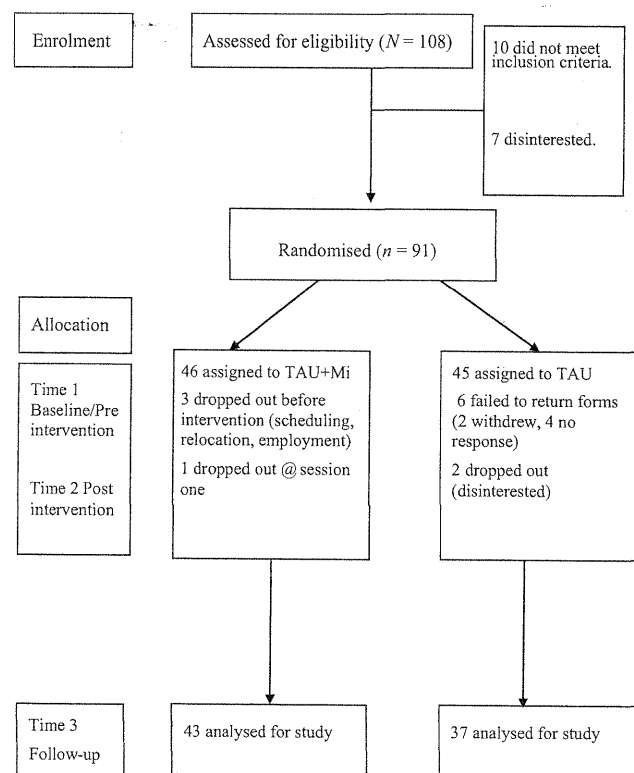 Enrolment
Assessed for eligibility (N = 108)
10 did not meet
inclusion criteria.
7 disinterested.
Randomised (n = 91)
Allocation
Time 1
Baseline/Pre
intervention
Time 2 Post
intervention
46 assigned to TAU+Mi
3 dropped out before
intervention (scheduling,
relocation, employment)
1 dropped out @ session
one
45 assigned to TAU
6 failed to return forms
(2 withdrew, 4 no
response)
2 dropped out
(disinterested)
Time 3
Follow-up
43 analysed for study
37 analysed for study